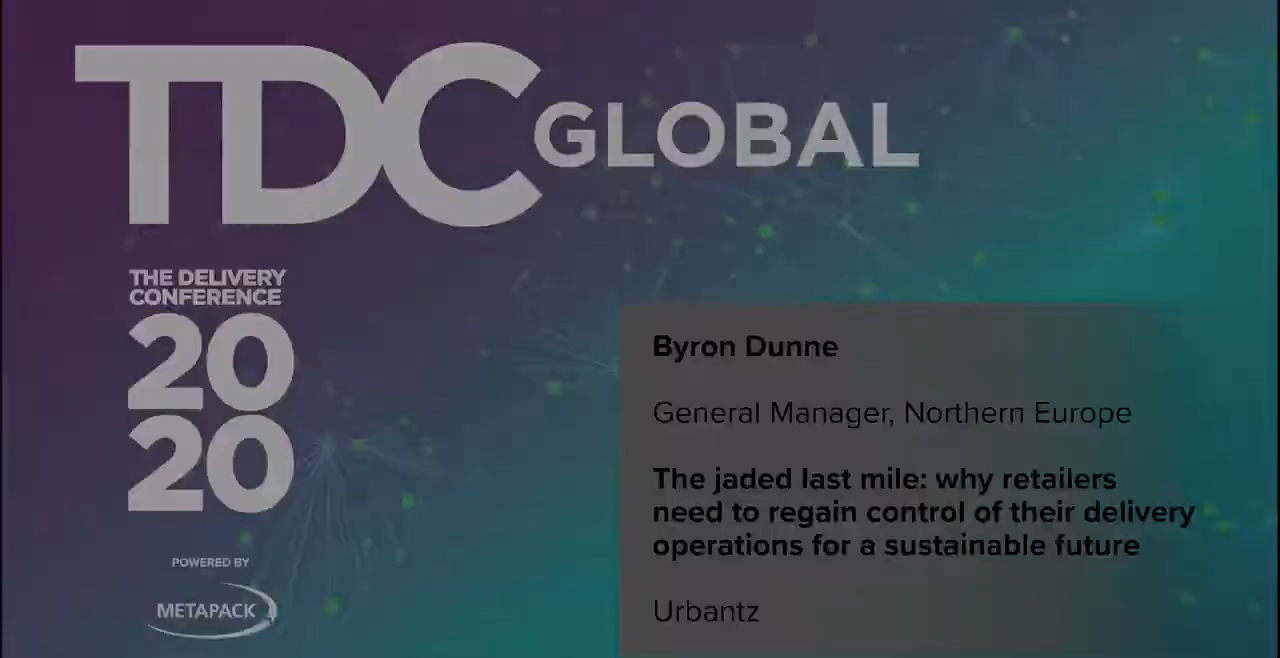 TDC GLOBAL
THE DELIVERY
CONFERENCE
20
20
POWERED BY
METAPACK
Byron Dunne
General Manager, Northern Europe
The jaded last mile: why retailers
need to regain control of their delivery
operations for a sustainable future
Urbantz